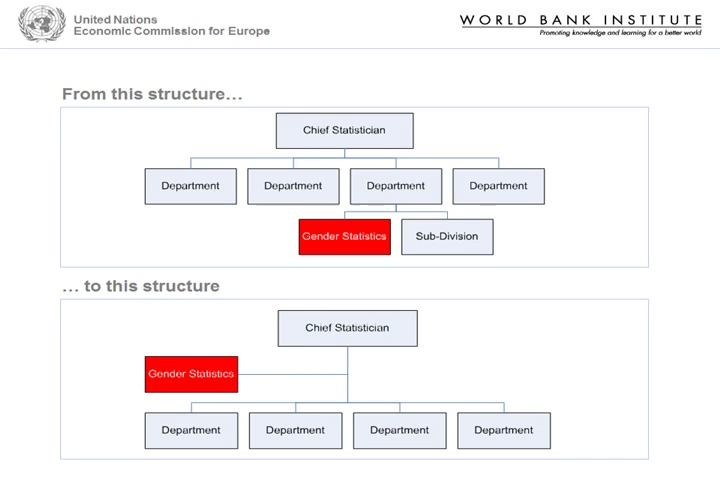 United Nations
Economic Commission for Europe
WORLD BANK INSTITUTE
Promoting knowledge and learning for a better world
From this structure…
Chief Statistician
Department
Department
Department
Department
Gender Statistics
Sub-Division
… to this structure
Chief Statistician
Gender Statistics
Department
Department
Department
Department